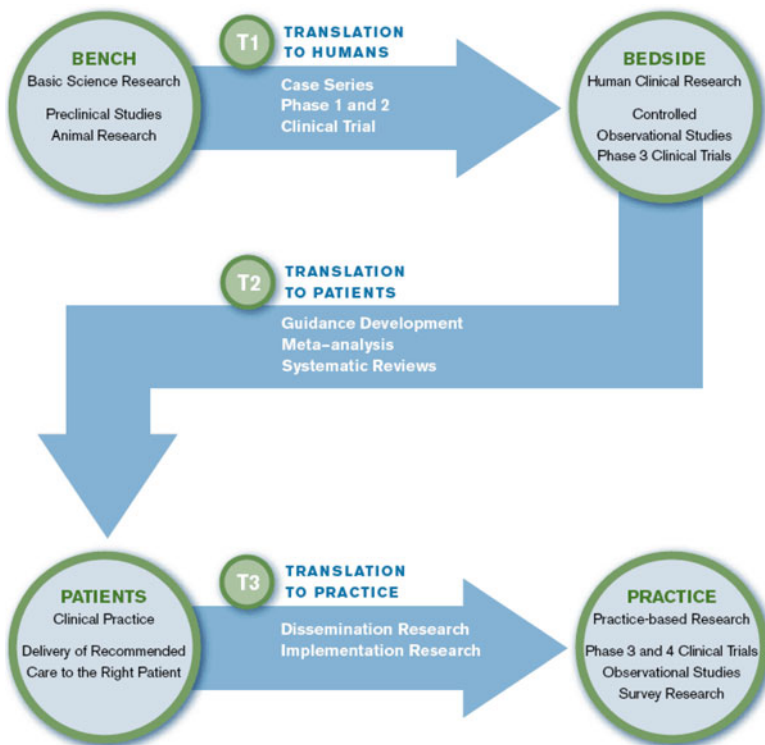 BENCH
Basic Science Research
Preclinical Studies
Animal Research
T1
TRANSLATION
TO HUMANS
Case Series
Phase 1 and 2
Clinical Trial
BEDSIDE
Human Clinical Research
Controlled
Observational Studies
Phase 3 Clinical Trials
T2
TRANSLATION
TO PATIENTS
Guidance Development
Meta-analysis
Systematic Reviews
PATIENTS
Clinical Practice
Delivery of Recommended
Care to the Right Patient
T3
TRANSLATION
TO PRACTICE
Dissemination Research
Implementation Research
PRACTICE
Practice-based Research
Phase 3 and 4 Clinical Trials
Observational Studies
Survey Research